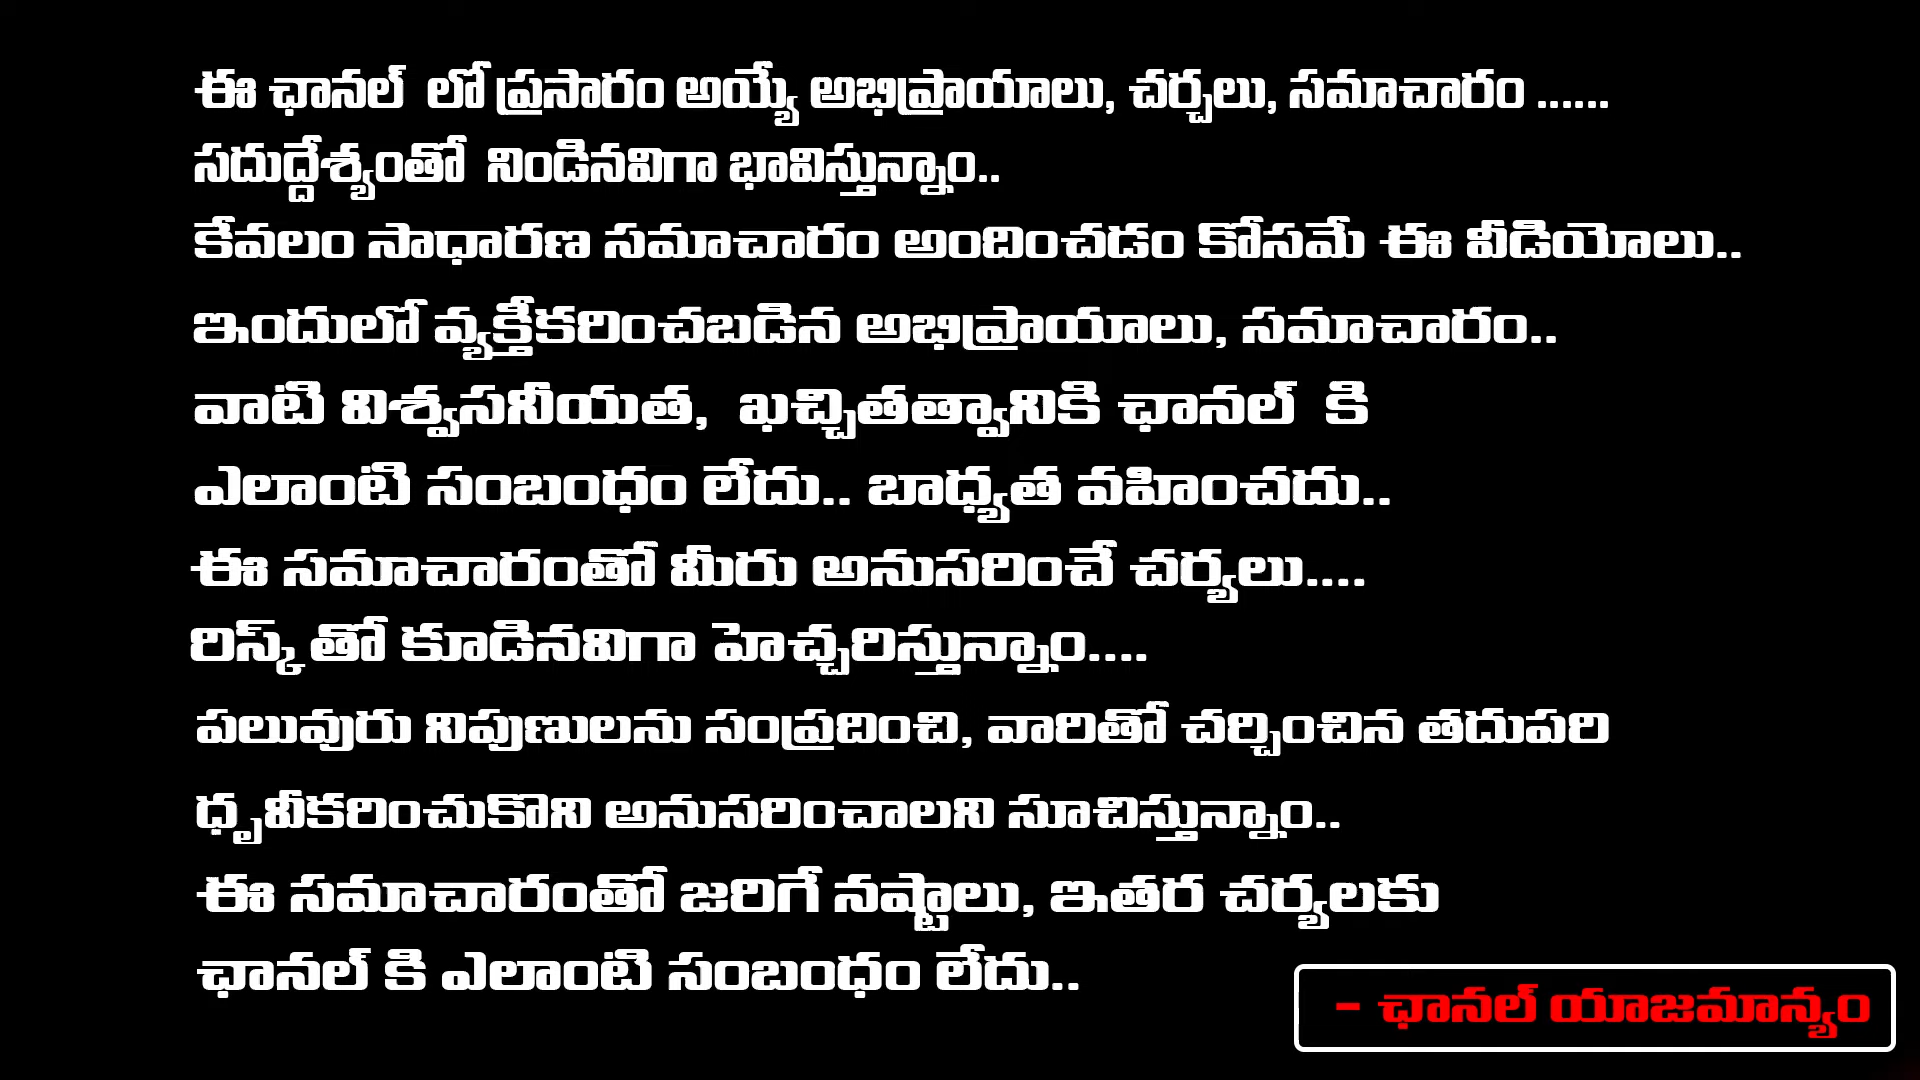 ఈ ఛానల్ లో ప్రసారం అయ్యే అభిప్రాయాలు, చర్చలు, సమాచారం ......
సదుద్దేశ్యంతో నిండినవిగా భావిస్తున్నాం..
కేవలం సాధారణ సమాచారం అందించడం కోసమే ఈ వీడియోలు..
ఇందులో వ్యక్తీకరించబడిన అభిప్రాయాలు, సమాచారం..
వాటి విశ్వసనీయత, ఖచ్చితత్వానికి ఛానల్ కి
ఎలాంటి సంబంధం లేదు.. బాధ్యత వహించదు..
ఈ సమాచారంతో మీరు అనుసరించే చర్యలు....
రిస్క్ తో కూడినవిగా హెచ్చరిస్తున్నాం....
పలువురు నిపుణులను సంప్రదించి, వారితో చర్చించిన తదుపరి
ధృవీకరించుకొని అనుసరించాలని సూచిస్తున్నాం..
ఈ సమాచారంతో జరిగే నష్టాలు, ఇతర చర్యలకు
ఛానల్ కి ఎలాంటి సంబంధం లేదు..
- ఛానల్ యాజమాన్యం